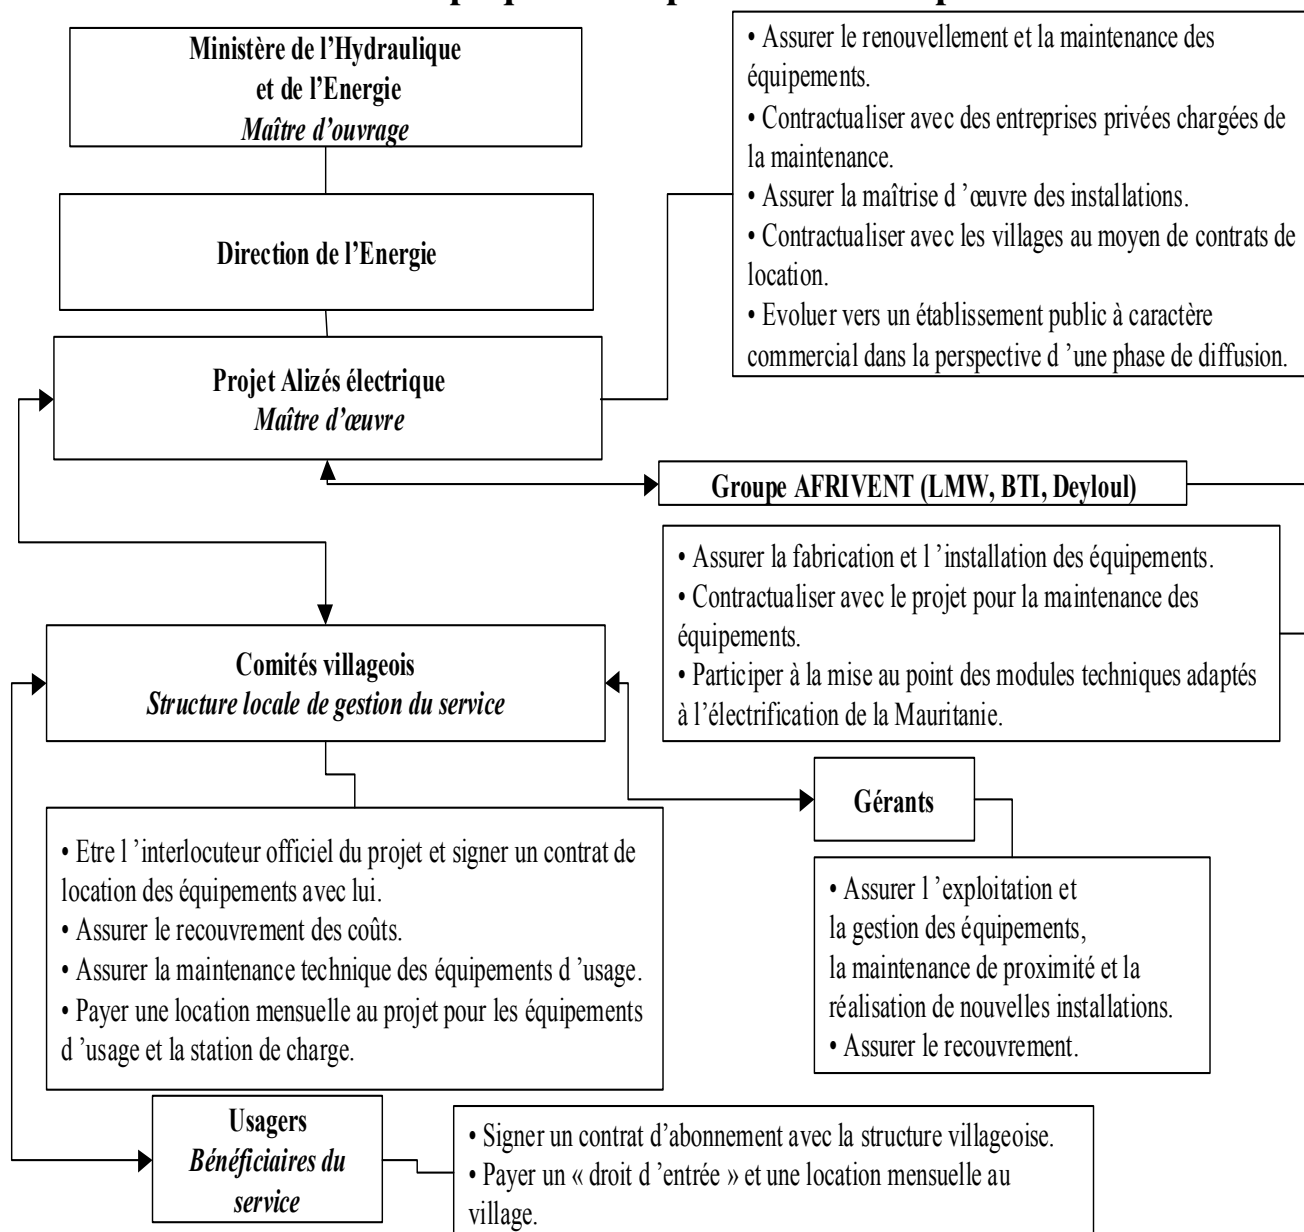 Ministère de l’Hydraulique
et de l’Energie
Maître d’ouvrage
• Assurer le renouvellement et la maintenance des
équipements.
• Contractualiser avec des entreprises privées chargées de
la maintenance.
• Assurer la maîtrise d ’œuvre des installations.
• Contractualiser avec les villages au moyen de contrats de
location.
• Evoluer vers un établissement public à caractère
commercial dans la perspective d ’une phase de diffusion.
Direction de l’Energie
Projet Alizés électrique
Maître d’œuvre
Groupe AFRIVENT (LMW, BTI, Deyloul)
• Assurer la fabrication et l ’installation des équipements.
• Contractualiser avec le projet pour la maintenance des
équipements.
• Participer à la mise au point des modules techniques adaptés
à l’électrification de la Mauritanie.
Comités villageois
Structure locale de gestion du service
Gérants
• Etre l ’interlocuteur officiel du projet et signer un contrat de
location des équipements avec lui.
• Assurer le recouvrement des coûts.
• Assurer la maintenance technique des équipements d ’usage.
• Payer une location mensuelle au projet pour les équipements
d ’usage et la station de charge.
• Assurer l ’exploitation et
la gestion des équipements,
la maintenance de proximité et la
réalisation de nouvelles installations.
• Assurer le recouvrement.
Usagers
Bénéficiaires du
service
• Signer un contrat d’abonnement avec la structure villageoise.
• Payer un « droit d ’entrée » et une location mensuelle au
village.